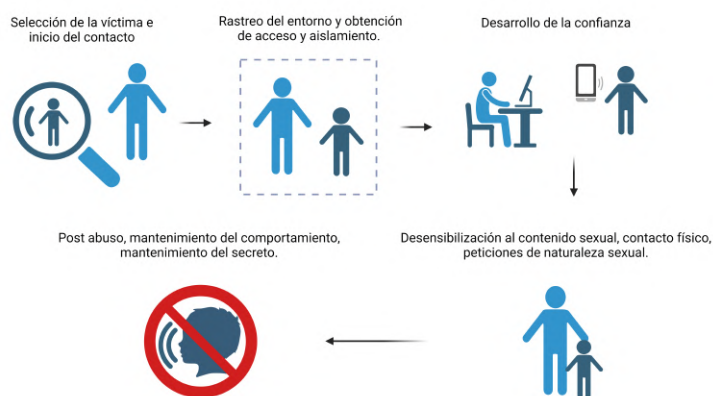 Selección de la víctima e
inicio del contacto
Rastreo del entorno y obtención
de acceso y aislamiento.
Desarrollo de la confianza
Post abuso, mantenimiento del comportamiento,
mantenimiento del secreto.
Desensibilización al contenido sexual, contacto físico,
peticiones de naturaleza sexual.